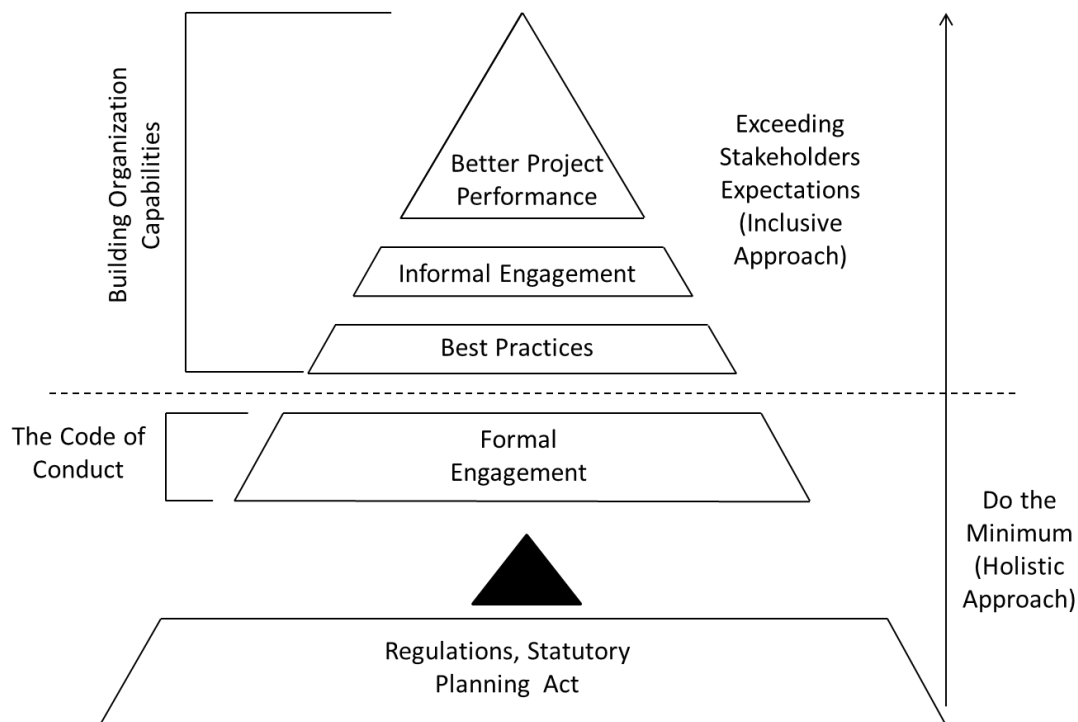 Building Organization
Capabilities
Better Project
Performance
Exceeding
Stakeholders
Expectations
(Inclusive
Approach)
Informal Engagement
Best Practices
The Code of
Conduct
Formal
Engagement
Do the
Minimum
(Holistic
Approach)
Regulations, Statutory
Planning Act